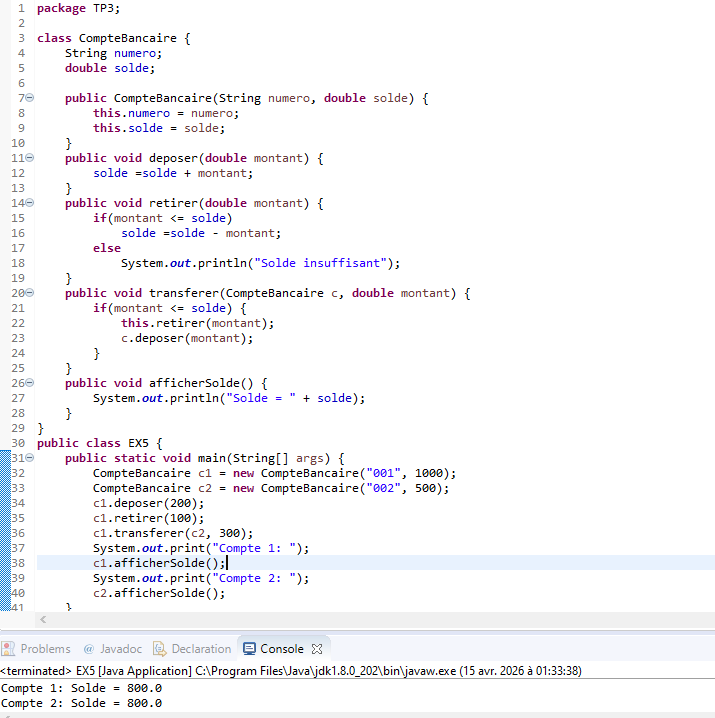 1 package TP3;
2
3 class CompteBancaire {
4     String numero;
5     double solde;
6
7     public CompteBancaire(String numero, double solde) {
8         this.numero = numero;
9         this.solde = solde;
10     }
11     public void deposer(double montant) {
12         solde =solde + montant;
13     }
14     public void retirer(double montant) {
15         if(montant <= solde)
16             solde =solde - montant;
17         else
18             System.out.println("Solde insuffisant");
19     }
20     public void transferer(CompteBancaire c, double montant) {
21         if(montant <= solde) {
22             this.retirer(montant);
23             c.deposer(montant);
24         }
25     }
26     public void afficherSolde() {
27         System.out.println("Solde = " + solde);
28     }
29 }
30 public class EX5 {
31     public static void main(String[] args) {
32         CompteBancaire c1 = new CompteBancaire("001", 1000);
33         CompteBancaire c2 = new CompteBancaire("002", 500);
34         c1.deposer(200);
35         c1.retirer(100);
36         c1.transferer(c2, 300);
37         System.out.print("Compte 1: ");
38         c1.afficherSolde();
39         System.out.print("Compte 2: ");
40         c2.afficherSolde();
41     }
Problems @ Javadoc Declaration Console
<terminated> EX5 [Java Application] C:\Program Files\Java\jdk1.8.0_202\bin\javaw.exe (15 avr. 2026 à 01:33:38)
Compte 1: Solde = 800.0
Compte 2: Solde = 800.0